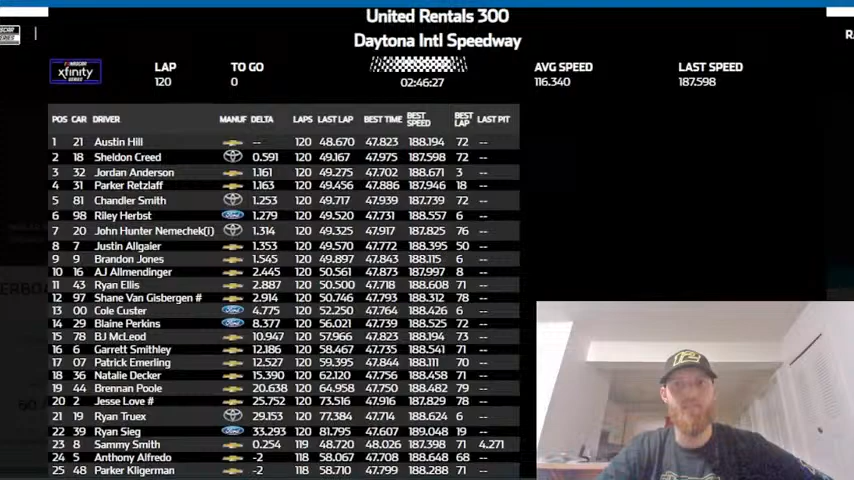 United Rentals 300
Daytona Intl Speedway
xfinity
SERIES
LAP TO GO AVG SPEED LAST SPEED
120 0 02:46:27 116.340 187.598
POS CAR DRIVER MANUF DELTA LAPS LAST LAP BEST TIME BEST SPEED BEST LAP LAST PIT
1 21 Austin Hill -- 120 48.670 47.823 188.194 72 --
2 18 Sheldon Creed 0.591 120 49.167 47.975 187.598 72 --
3 32 Jordan Anderson 1.161 120 49.275 47.702 188.671 3 --
4 31 Parker Retzlaff 1.163 120 49.456 47.886 187.946 18 --
5 81 Chandler Smith 1.253 120 49.717 47.939 187.739 72 --
6 98 Riley Herbst Ford 1.279 120 49.520 47.731 188.557 6 --
7 20 John Hunter Nemechek(i) 1.314 120 49.325 47.917 187.825 76 --
8 7 Justin Allgaier 1.353 120 49.570 47.772 188.395 50 --
9 9 Brandon Jones 1.545 120 49.897 47.843 188.115 6 --
10 16 AJ Allmendinger 2.445 120 50.561 47.873 187.997 8 --
11 43 Ryan Ellis 2.887 120 50.500 47.718 188.608 71 --
12 97 Shane Van Gisbergen # 2.914 120 50.746 47.793 188.312 78 --
13 00 Cole Custer Ford 4.775 120 52.250 47.764 188.426 6 --
14 29 Blaine Perkins Ford 8.377 120 56.021 47.739 188.525 72 --
15 78 BJ McLeod 10.947 120 57.966 47.823 188.194 73 --
16 6 Garrett Smithley 12.186 120 58.467 47.735 188.541 71 --
17 07 Patrick Emerling 12.527 120 59.395 47.844 188.111 70 --
18 36 Natalie Decker 15.390 120 62.120 47.756 188.458 71 --
19 44 Brennan Poole 20.638 120 64.958 47.750 188.482 79 --
20 2 Jesse Love # 25.752 120 73.516 47.916 187.829 78 --
21 19 Ryan Truex 29.153 120 77.384 47.714 188.624 6 --
22 39 Ryan Sieg Ford 33.293 120 81.795 47.607 189.048 19 --
23 8 Sammy Smith 0.254 119 48.720 48.026 187.398 71 4.271
24 5 Anthony Alfredo -2 118 58.067 47.708 188.648 68 --
25 48 Parker Kligerman -2 118 58.710 47.799 188.288 71 --